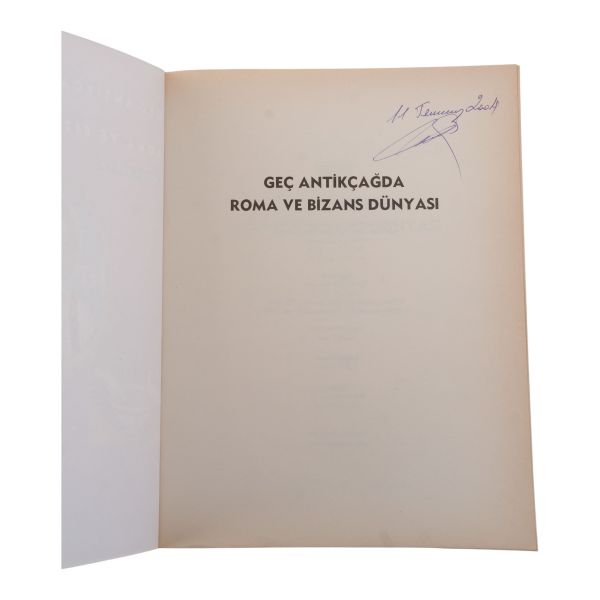 11 Temmuz 2004
GEÇ ANTİKÇAĞDA
ROMA VE BİZANS DÜNYASI